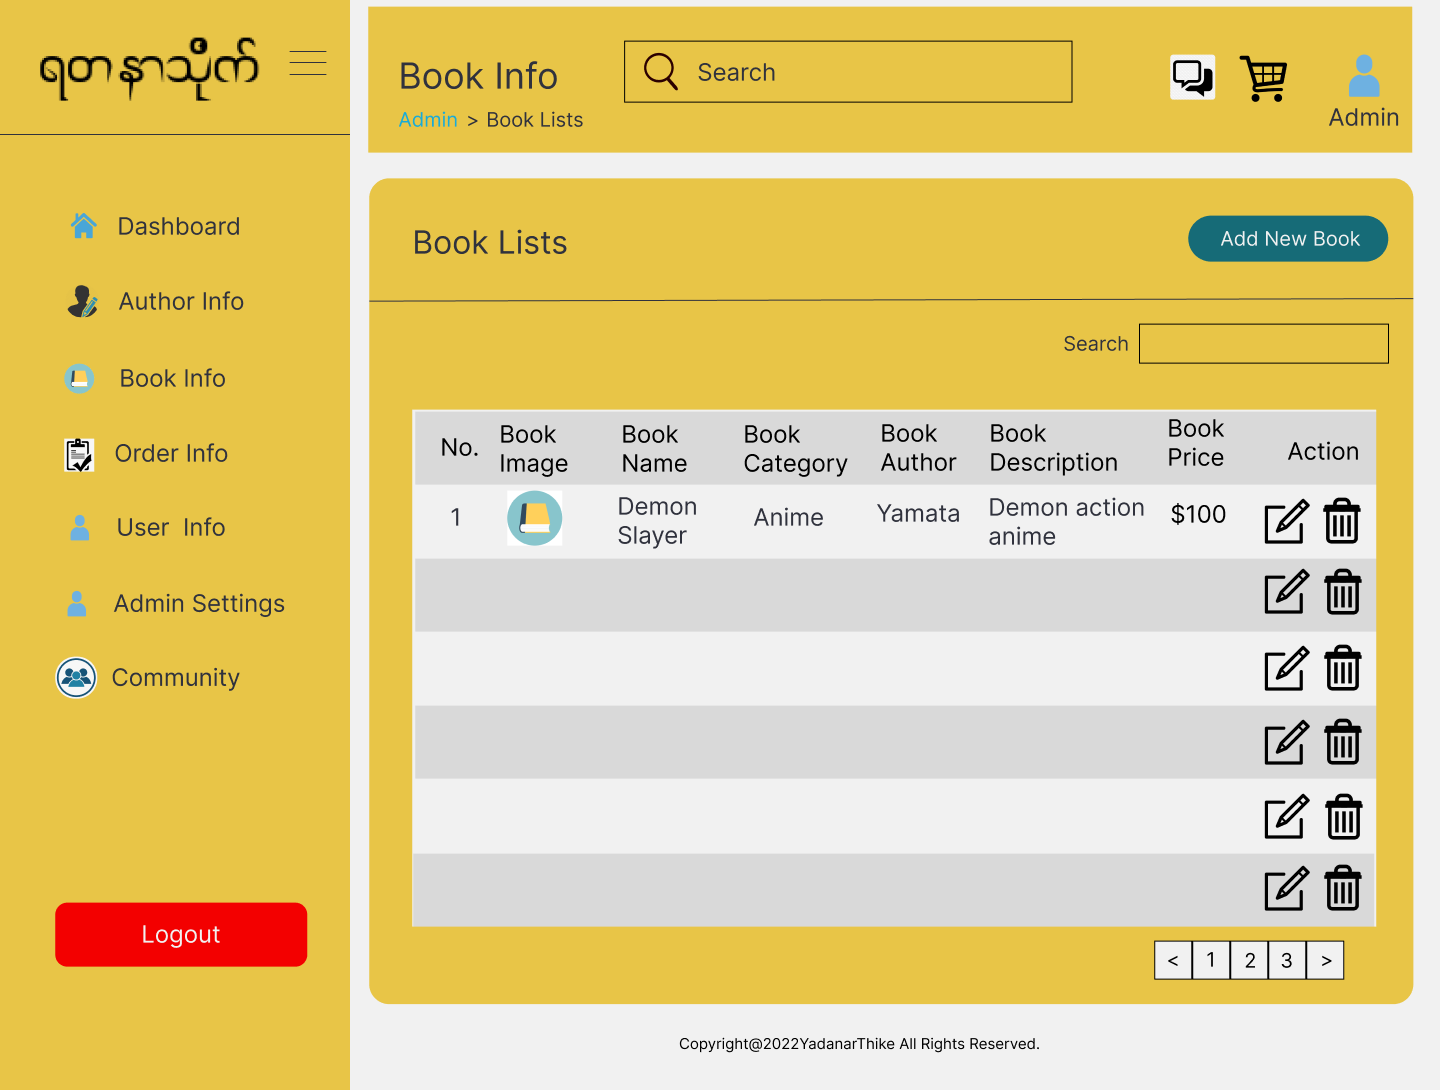 ရတနာသိုက်
Book Info
Search
Admin > Book Lists
Admin
Dashboard
Author Info
Book Info
Order Info
User Info
Admin Settings
Community
Logout
Book Lists
Add New Book
Search
No. Book Image Book Name Book Category Book Author Book Description Book Price Action
1 Demon Slayer Anime Yamata Demon action anime $100
< 1 2 3 >
Copyright@2022YadanarThike All Rights Reserved.